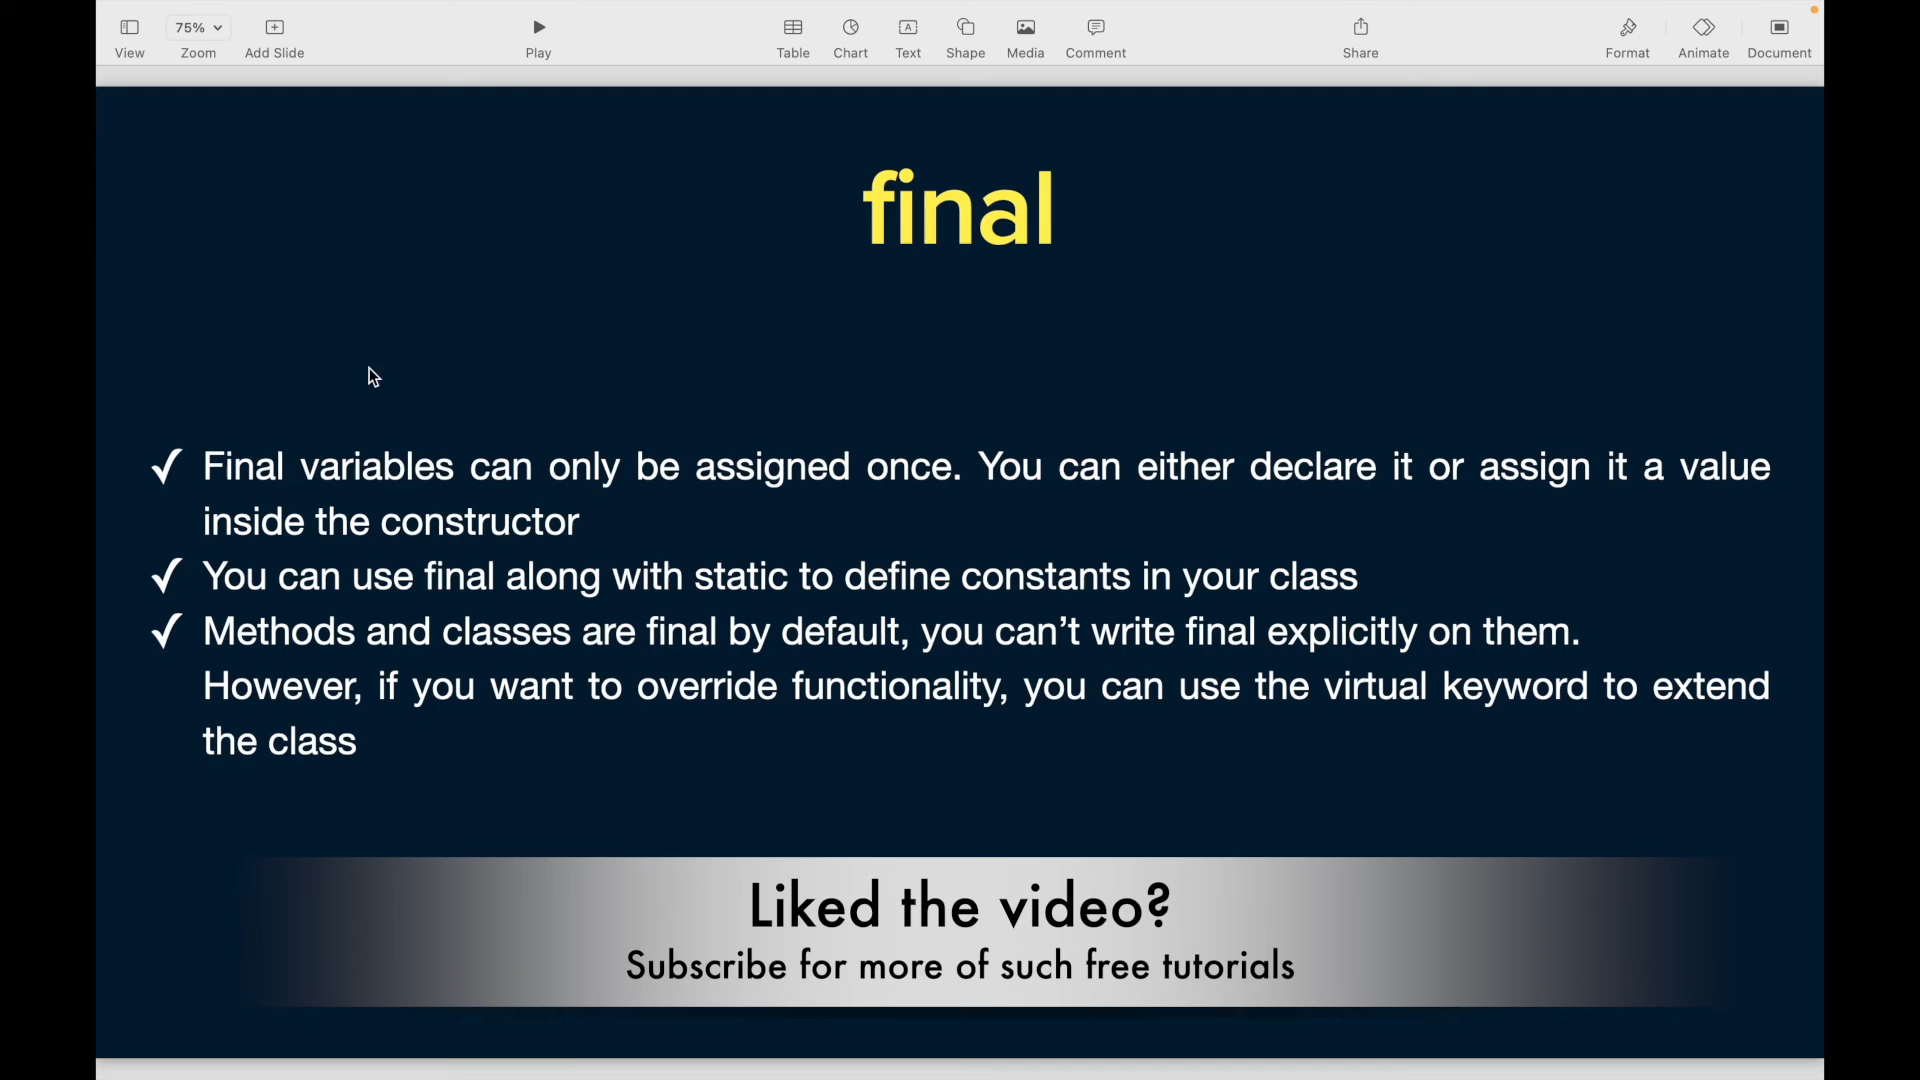 View
75%
Zoom
Add Slide
Play
Table
Chart
Text
Shape
Media
Comment
Share
Format
Animate
Document
final
✓ Final variables can only be assigned once. You can either declare it or assign it a value
inside the constructor
✓ You can use final along with static to define constants in your class
✓ Methods and classes are final by default, you can’t write final explicitly on them.
However, if you want to override functionality, you can use the virtual keyword to extend
the class
Liked the video?
Subscribe for more of such free tutorials